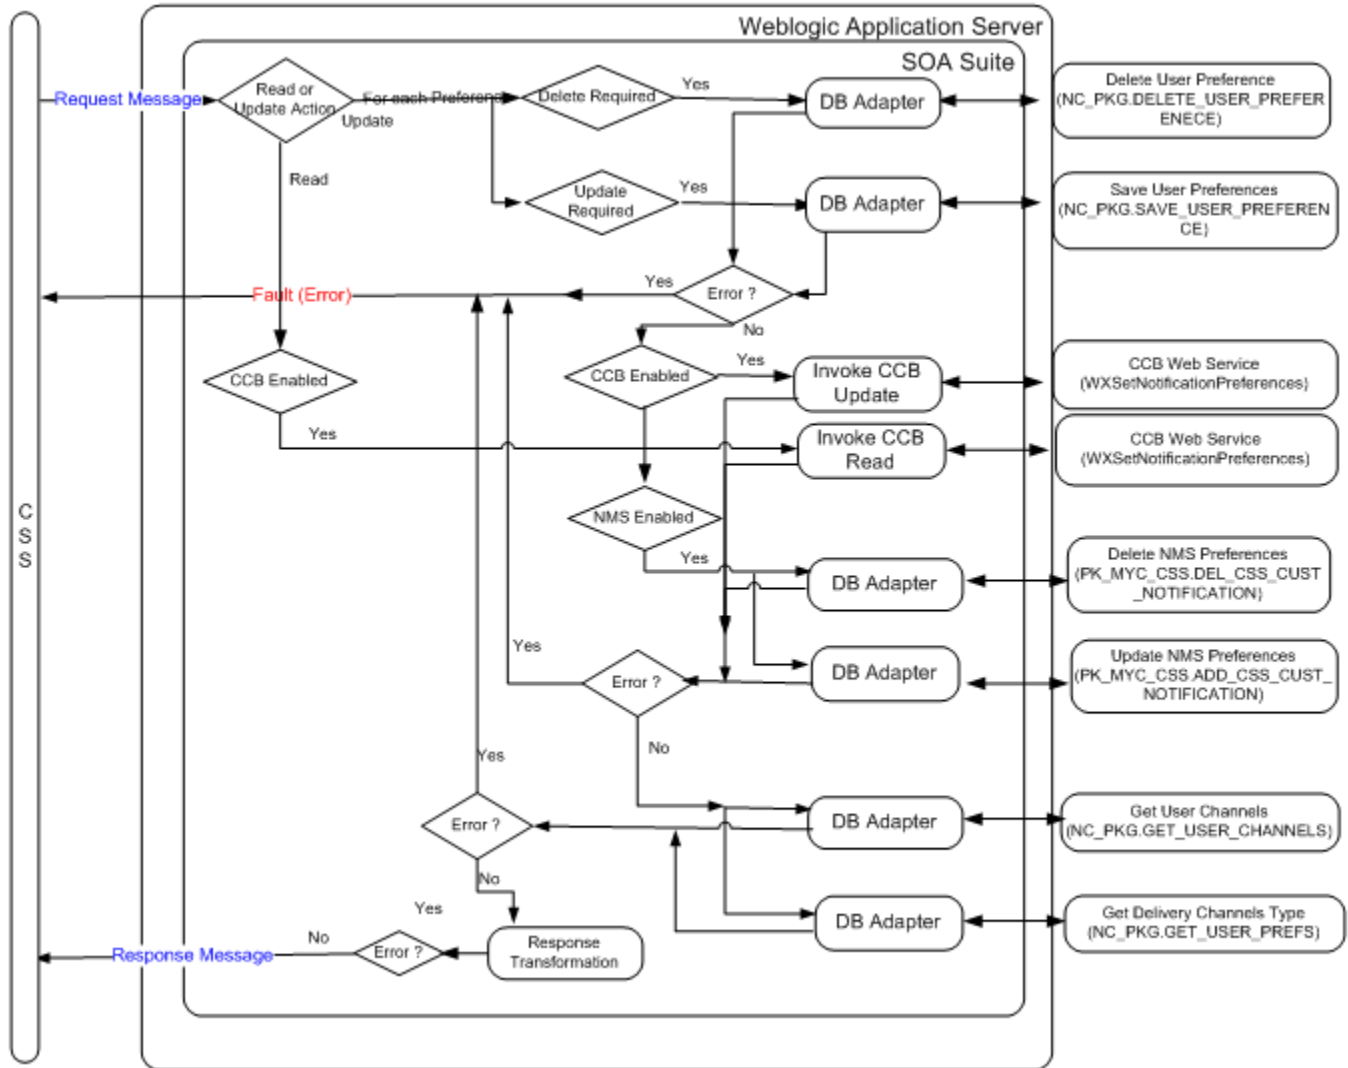 Weblogic Application Server
SOA Suite
Request Message
Read or
Update Action
For each Preference
Update
Delete Required
Yes
DB Adapter
Delete User Preference
(NC_PKG.DELETE_USER_PREFER
ENECE)
Read
Update
Required
Yes
DB Adapter
Save User Preferences
(NC_PKG.SAVE_USER_PREFEREN
CE)
Fault (Error)
Yes
Error ?
No
CCB Enabled
CCB Enabled
Yes
Invoke CCB
Update
CCB Web Service
(WXSetNotificationPreferences)
Yes
Invoke CCB
Read
CCB Web Service
(WXSetNotificationPreferences)
C
S
S
NMS Enabled
Yes
DB Adapter
Delete NMS Preferences
(PK_MYC_CSS.DEL_CSS_CUST
_NOTIFICATION)
Yes
Error ?
DB Adapter
Update NMS Preferences
(PK_MYC_CSS.ADD_CSS_CUST_
NOTIFICATION)
No
Yes
Error ?
DB Adapter
Get User Channels
(NC_PKG.GET_USER_CHANNELS)
No
Yes
DB Adapter
Get Delivery Channels Type
(NC_PKG.GET_USER_PREFS)
Response Message
No
Error ?
Response
Transformation